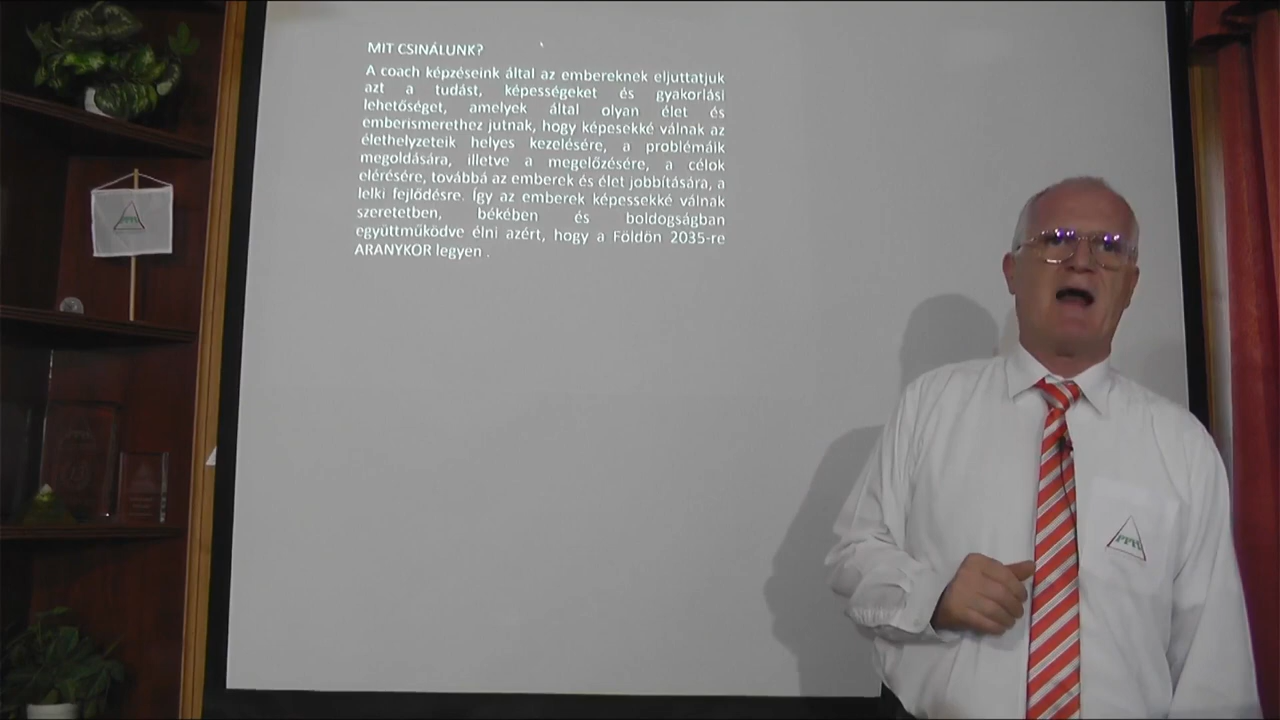 MIT CSINÁLUNK?
A coach képzéseink által az embereknek eljuttatjuk
azt a tudást, képességeket és gyakorlási
lehetőséget, amelyek által olyan élet és
emberismerethez jutnak, hogy képesekké válnak az
élethelyzeteik helyes kezelésére, a problémáik
megoldására, illetve a megelőzésére, a célok
elérésére, továbbá az emberek és élet jobbítására, a
lelki fejlődésre. Így az emberek képessekké válnak
szeretetben, békében és boldogságban
együttműködve élni azért, hogy a Földön 2035-re
ARANYKOR legyen .